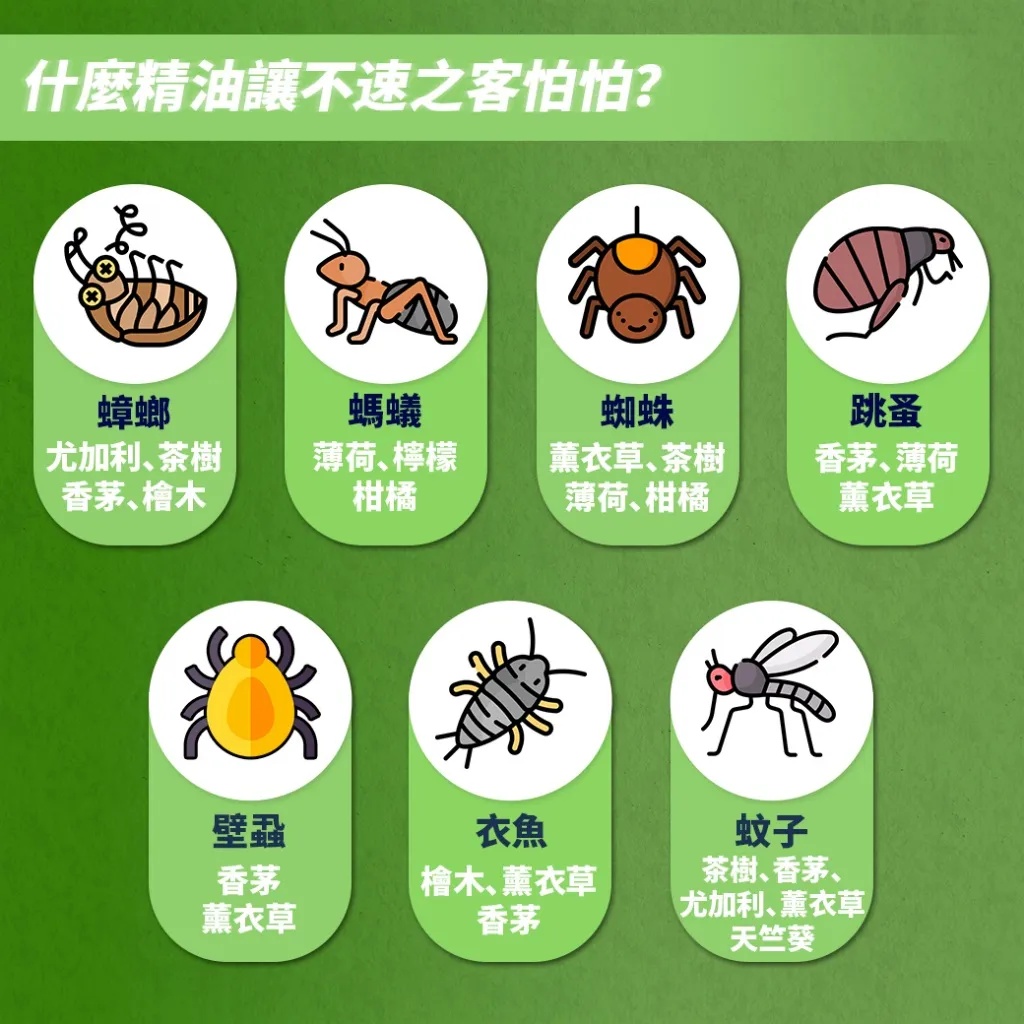 什麼精油讓不速之客怕怕？
蟑螂
尤加利、茶樹
香茅、檜木
螞蟻
薄荷、檸檬
柑橘
蜘蛛
薰衣草、茶樹
薄荷、柑橘
跳蚤
香茅、薄荷
薰衣草
壁蝨
香茅
薰衣草
衣魚
檜木、薰衣草
香茅
蚊子
茶樹、香茅、
尤加利、薰衣草
天竺葵